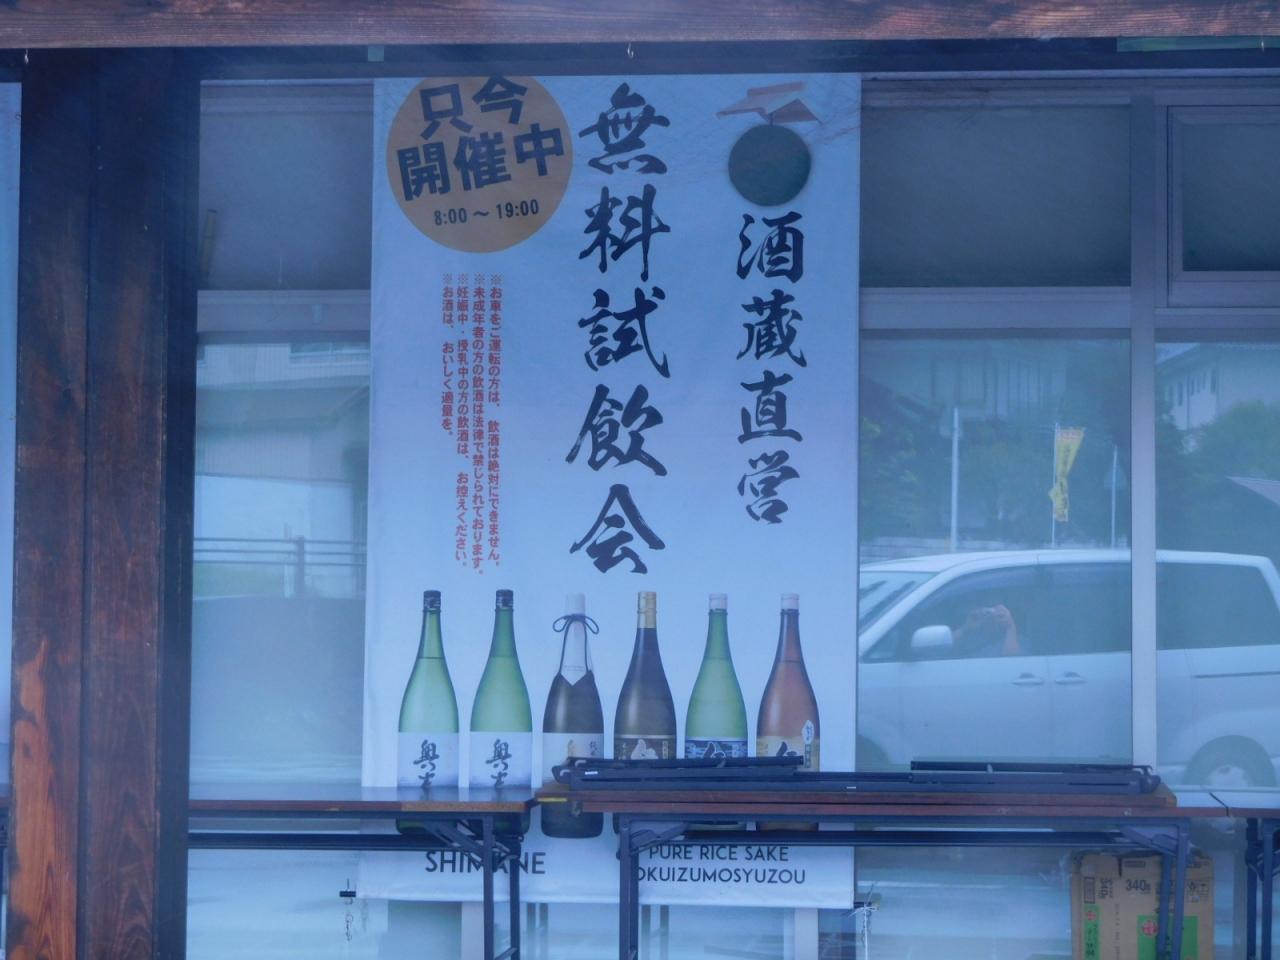 酒蔵直営
無料試飲会
只今
開催中
8:00～19:00
※お車をご運転の方は、飲酒は絶対にできません。
※未成年者の方の飲酒は法律で禁じられております。
※妊娠中・授乳中の方の飲酒は、お控えください。
※お酒は、おいしく適量を。
SHIMANE
PURE RICE SAKE
OKUIZUMOSYUZOU
340